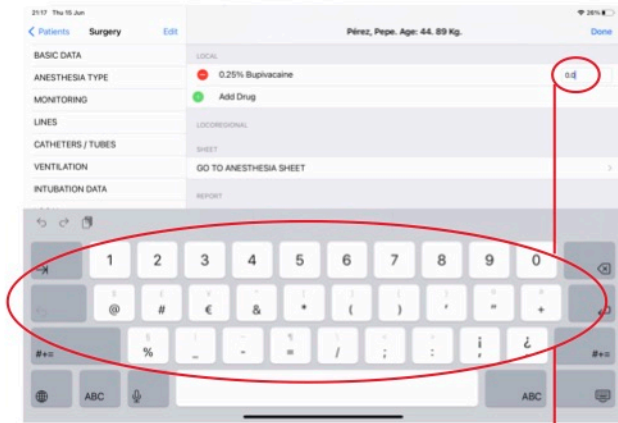 21:17 Thu 15 Jun
26%
Patients Surgery Edit
Pérez, Pepe. Age: 44. 89 Kg.
Done
BASIC DATA
ANESTHESIA TYPE
MONITORING
LINES
CATHETERS / TUBES
VENTILATION
INTUBATION DATA
LOCAL
0.25% Bupivacaine
0.0
Add Drug
LOCOREGIONAL
SHEET
GO TO ANESTHESIA SHEET
REPORT
1 2 3 4 5 6 7 8 9 0
@ # € & * ( ) ' " +
#+= % _ - = / ; : , #+=
ABC ABC